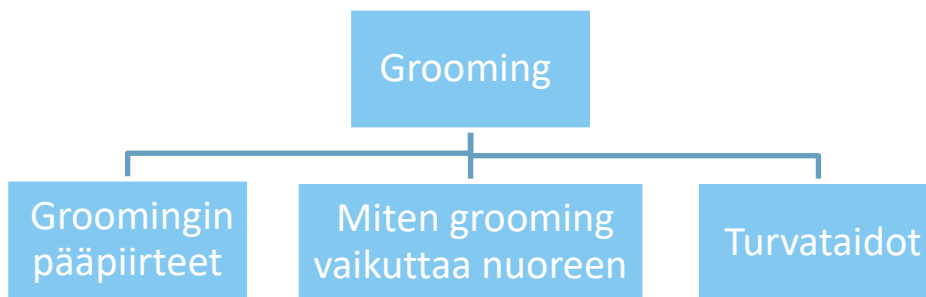 Grooming
Groomingin
pääpiirteet
Miten grooming
vaikuttaa nuoreen
Turvataidot